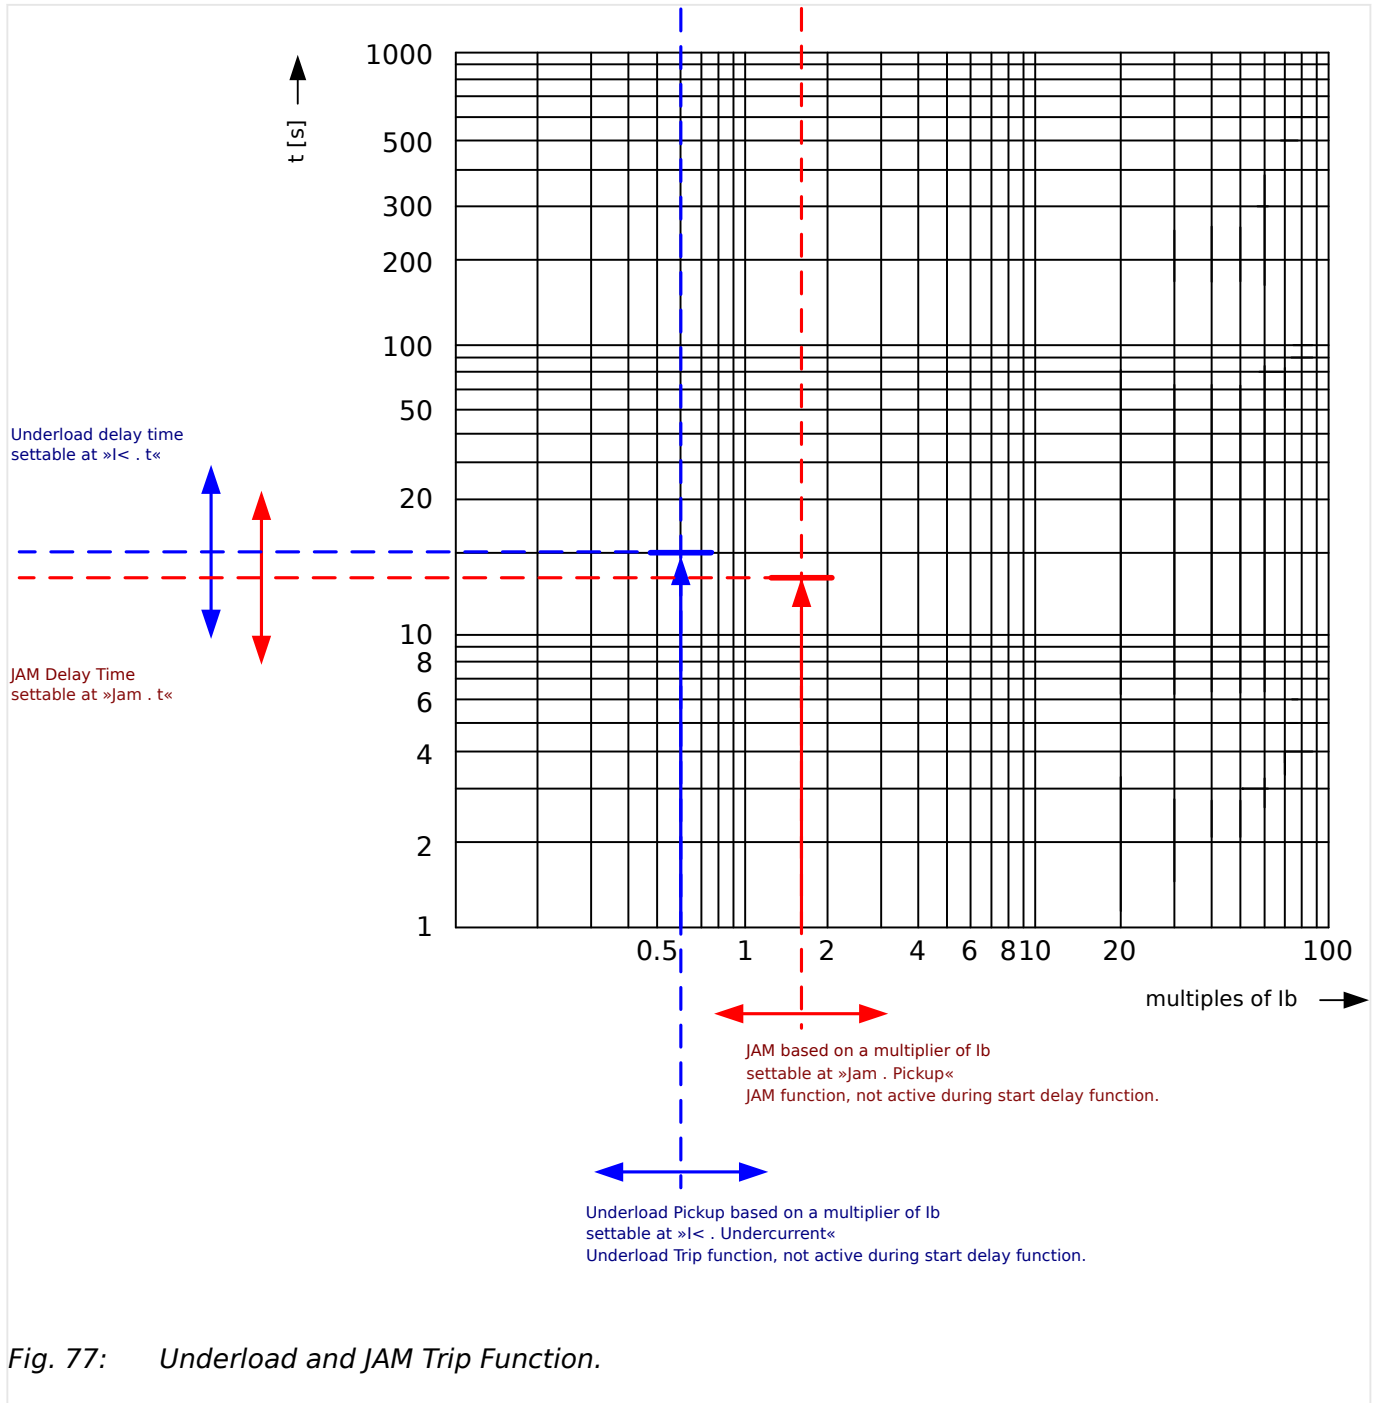 1000
t [s]
500
300
200
100
50
Underload delay time
settable at »I< . t«
20
10
8
JAM Delay Time
settable at »Jam . t«
6
4
2
1
0.5 1 2 4 6 8 10 20 100
multiples of Ib
JAM based on a multiplier of Ib
settable at »Jam . Pickup«
JAM function, not active during start delay function.
Underload Pickup based on a multiplier of Ib
settable at »I< . Undercurrent«
Underload Trip function, not active during start delay function.
Fig. 77: Underload and JAM Trip Function.